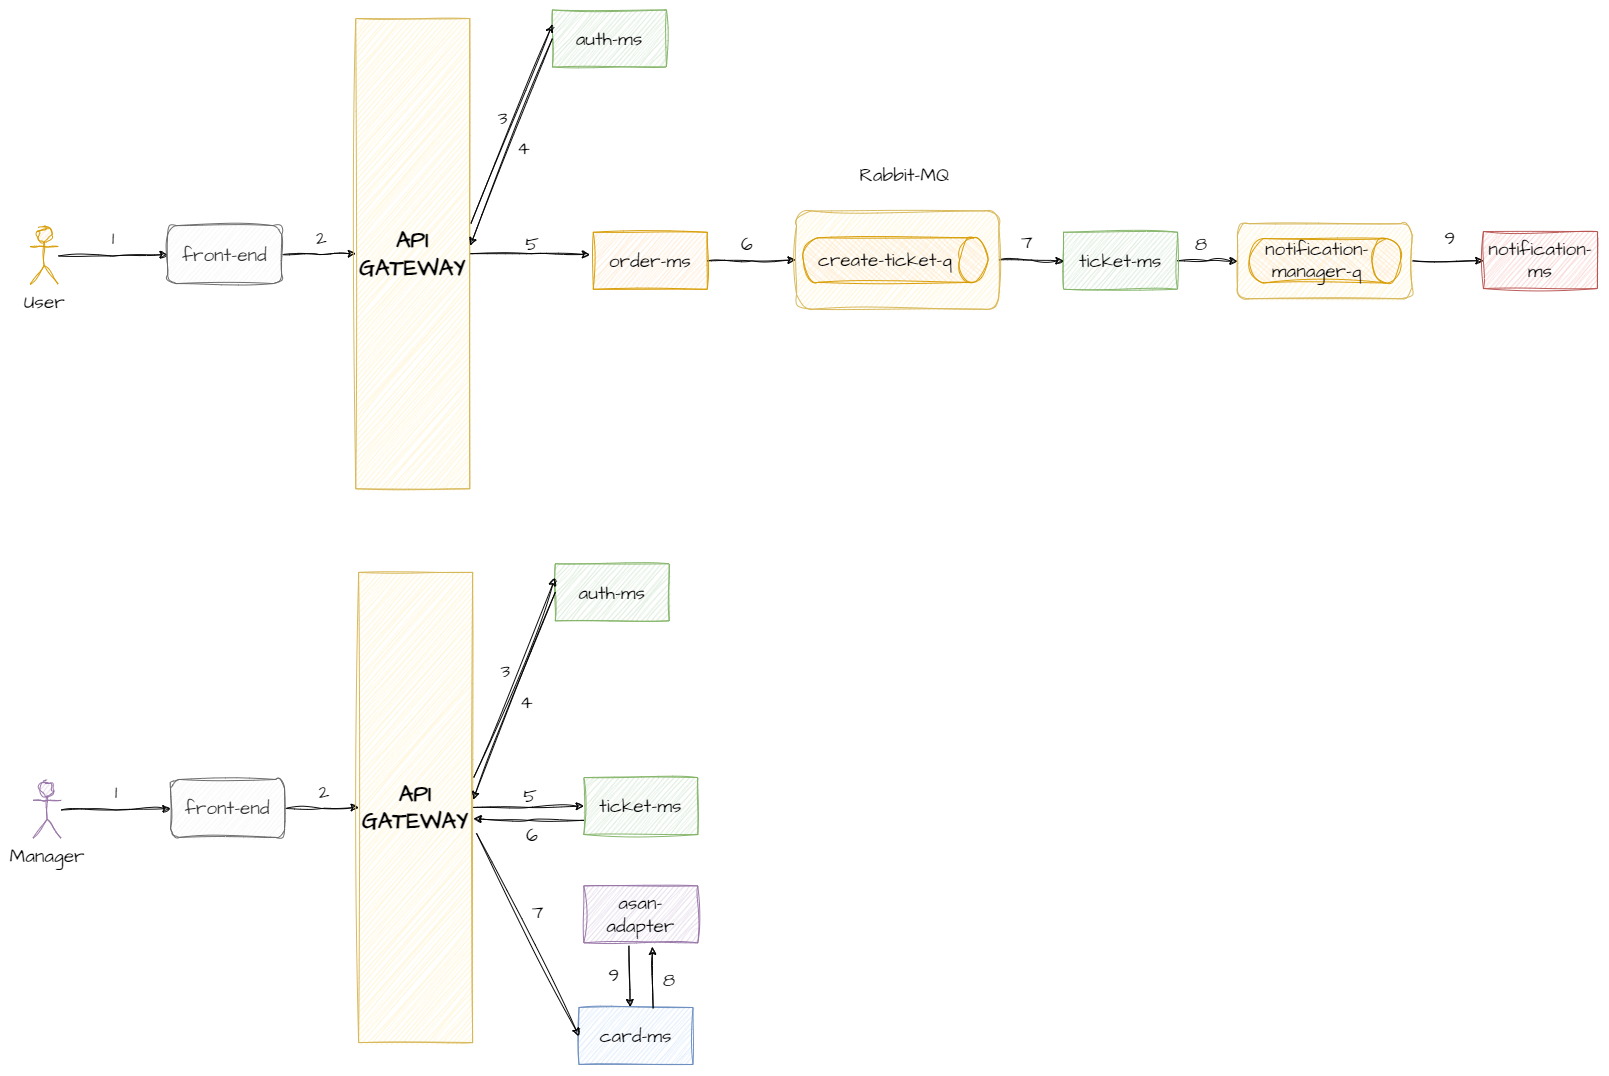 auth-ms
3
4
Rabbit-MQ
User
1
front-end
2
API
GATEWAY
5
order-ms
6
create-ticket-q
7
ticket-ms
8
notification-
manager-q
9
notification-
ms
auth-ms
3
4
Manager
1
front-end
2
API
GATEWAY
5
ticket-ms
6
7
asan-
adapter
9
8
card-ms